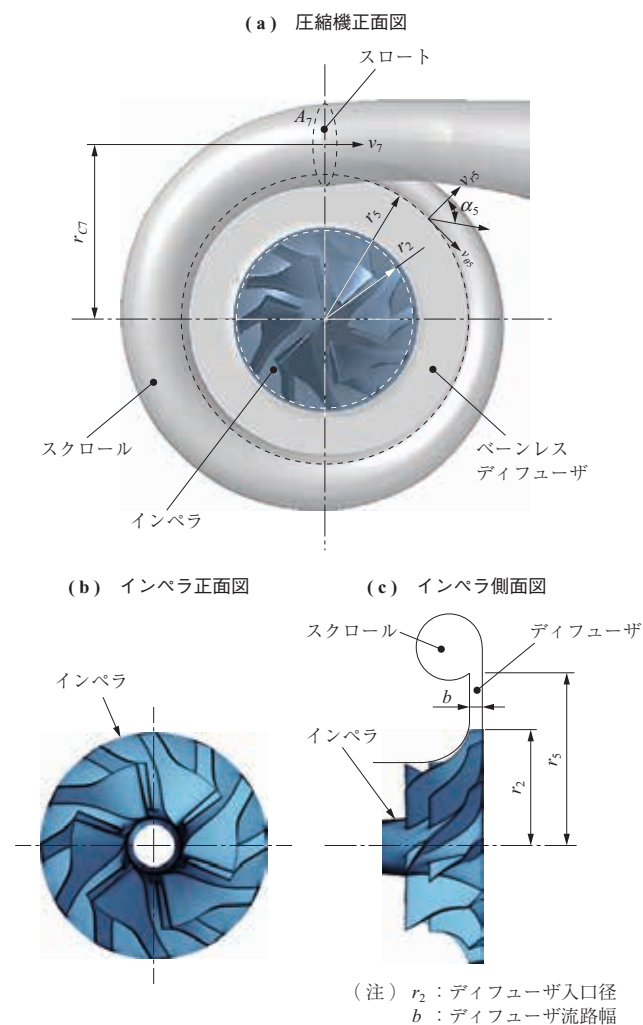 ( a ) 圧縮機正面図
スロート
A7
v7
vr5
α5
rC7
r5
r2
vθ5
スクロール
ベーンレス
ディフューザ
インペラ
( b ) インペラ正面図
( c ) インペラ側面図
スクロール
ディフューザ
インペラ
b
インペラ
r2
r5
( 注 ) r2 : ディフューザ入口径
b : ディフューザ流路幅